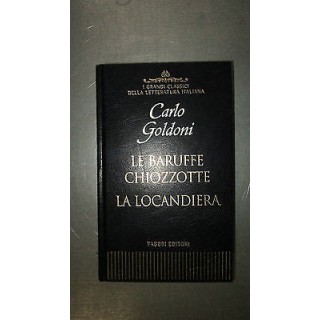 I GRANDI CLASSICI
DELLA LETTERATURA ITALIANA
Carlo
Goldoni
LE BARUFFE
CHIOZZOTTE
LA LOCANDIERA
FABBRI EDITORI